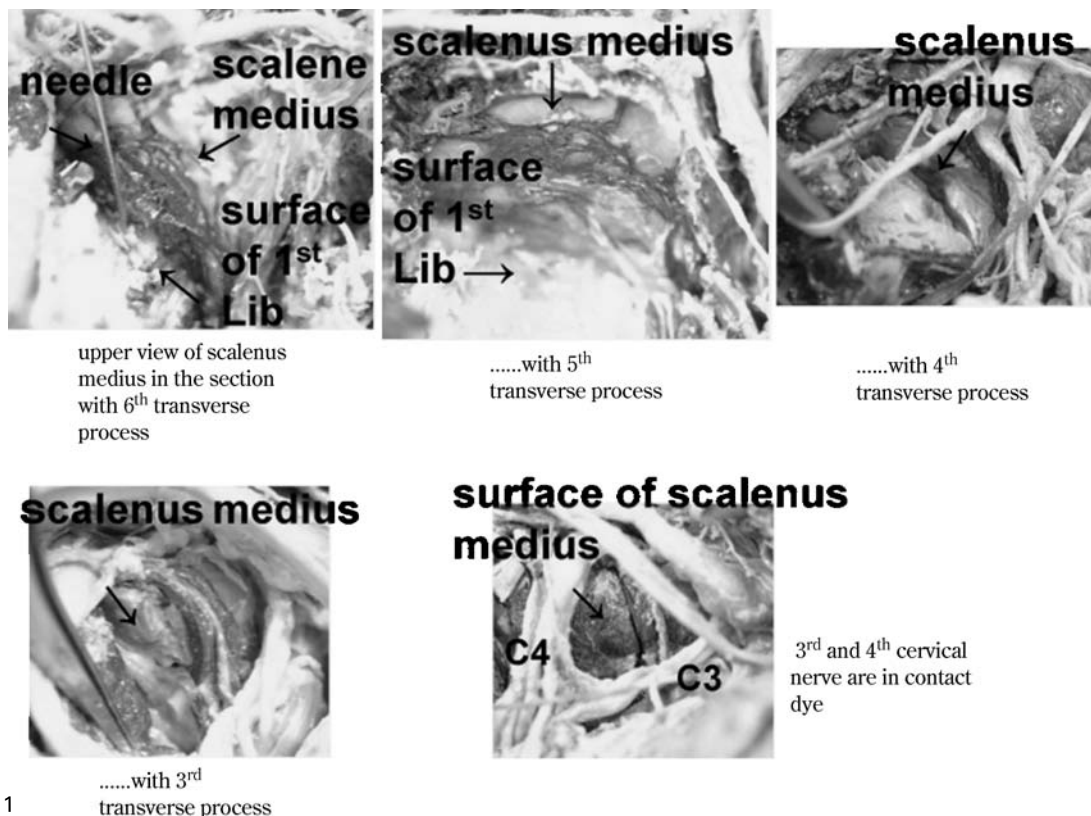 needle
scalene
medius
surface
of 1st
Lib
upper view of scalenus
medius in the section
with 6th transverse
process
scalenus medius
surface
of 1st
Lib
......with 5th
transverse process
scalenus
medius
......with 4th
transverse process
scalenus medius
......with 3rd
transverse process
surface of scalenus
medius
C4
C3
3rd and 4th cervical
nerve are in contact
dye
1